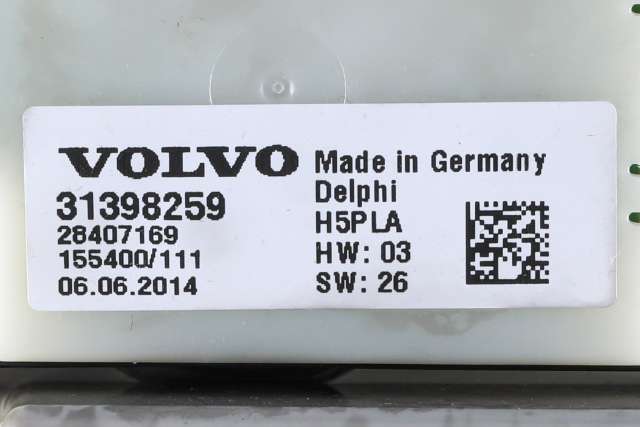 VOLVO
31398259
28407169
155400/111
06.06.2014
Made in Germany
Delphi
H5PLA
HW: 03
SW: 26